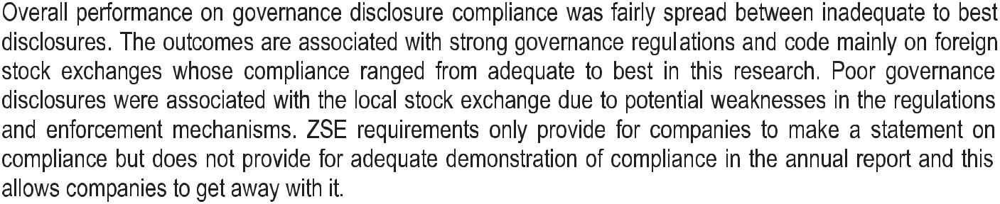 Overall performance on governance disclosure compliance was fairly spread between inadequate to best
disclosures. The outcomes are associated with strong governance regulations and code mainly on foreign
stock exchanges whose compliance ranged from adequate to best in this research. Poor governance
disclosures were associated with the local stock exchange due to potential weaknesses in the regulations
and enforcement mechanisms. ZSE requirements only provide for companies to make a statement on
compliance but does not provide for adequate demonstration of compliance in the annual report and this
allows companies to get away with it.